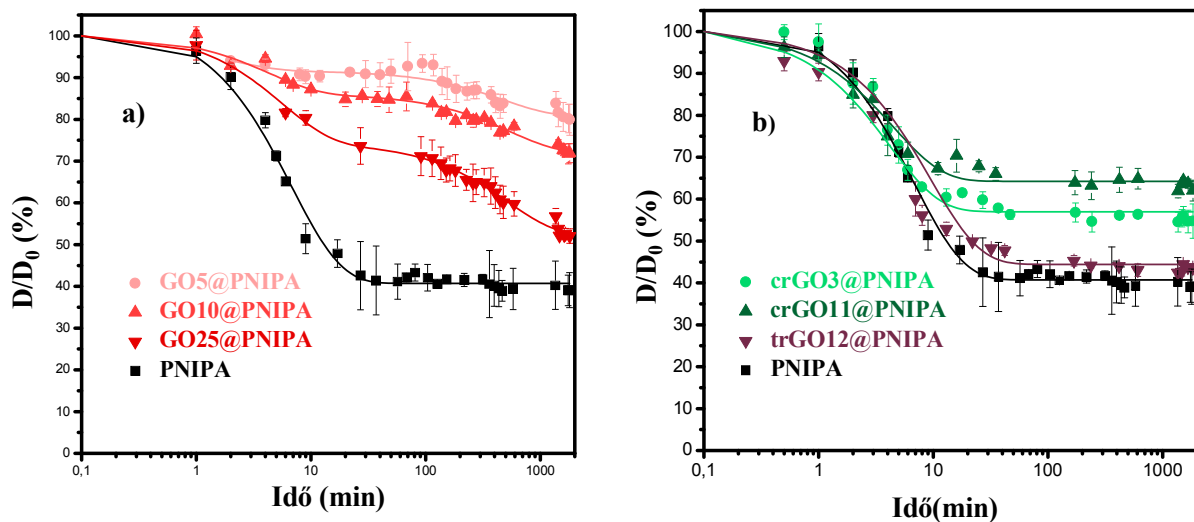 a)
D/D0 (%)
100
90
80
70
60
50
40
30
20
10
0
GO5@PNIPA
GO10@PNIPA
GO25@PNIPA
PNIPA
0,1
1
10
100
1000
Idő (min)
b)
D/D0 (%)
100
90
80
70
60
50
40
30
20
10
0
crGO3@PNIPA
crGO11@PNIPA
trGO12@PNIPA
PNIPA
0,1
1
10
100
1000
Idő(min)